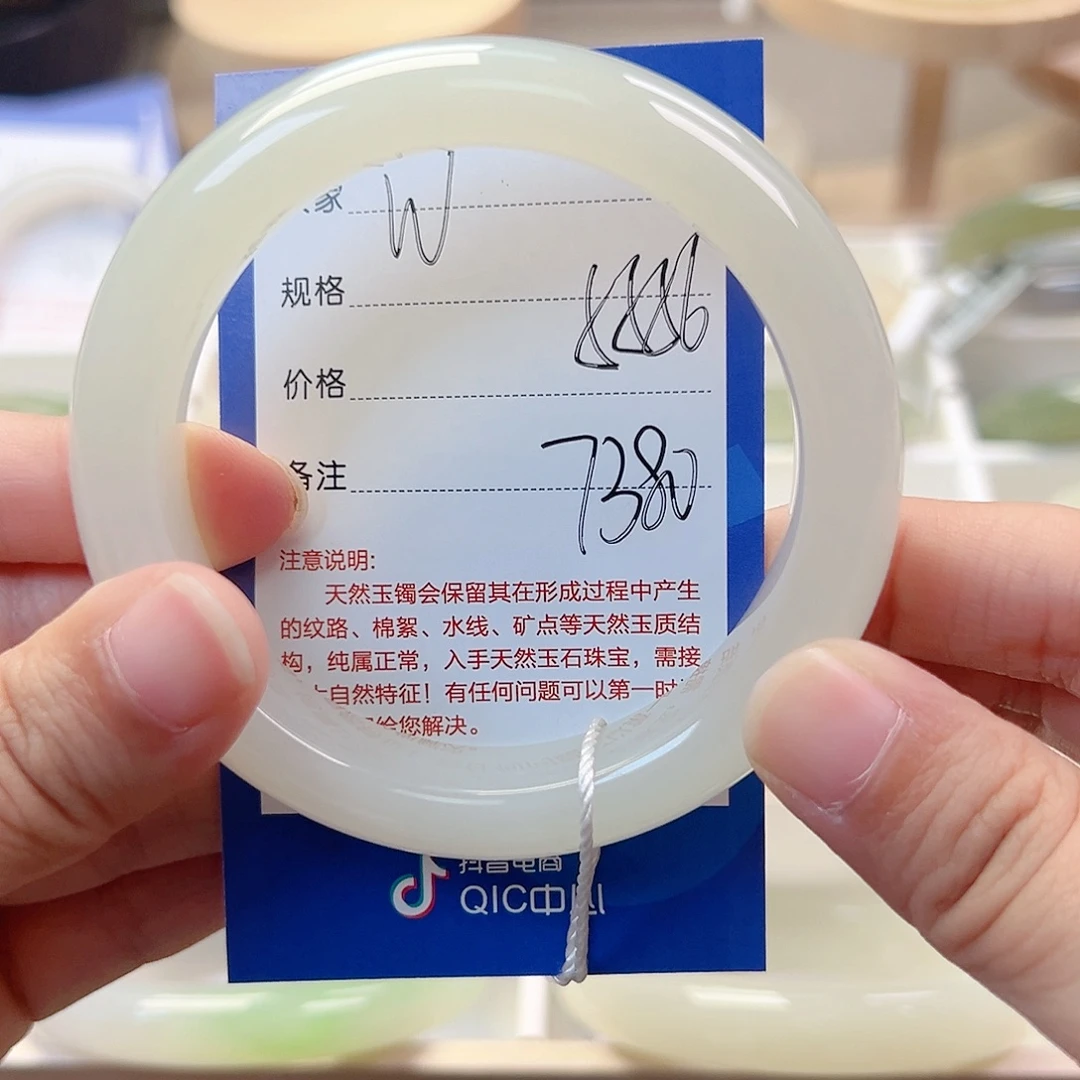 家 W
规格
价格
备注 7380
注意说明:
天然玉镯会保留其在形成过程中产生
的纹路、棉絮、水线、矿点等天然玉质结
构，纯属正常，入手天然玉石珠宝，需接
自然特征！有任何问题可以第一时
给您解决。
抖音电商
QIC中心